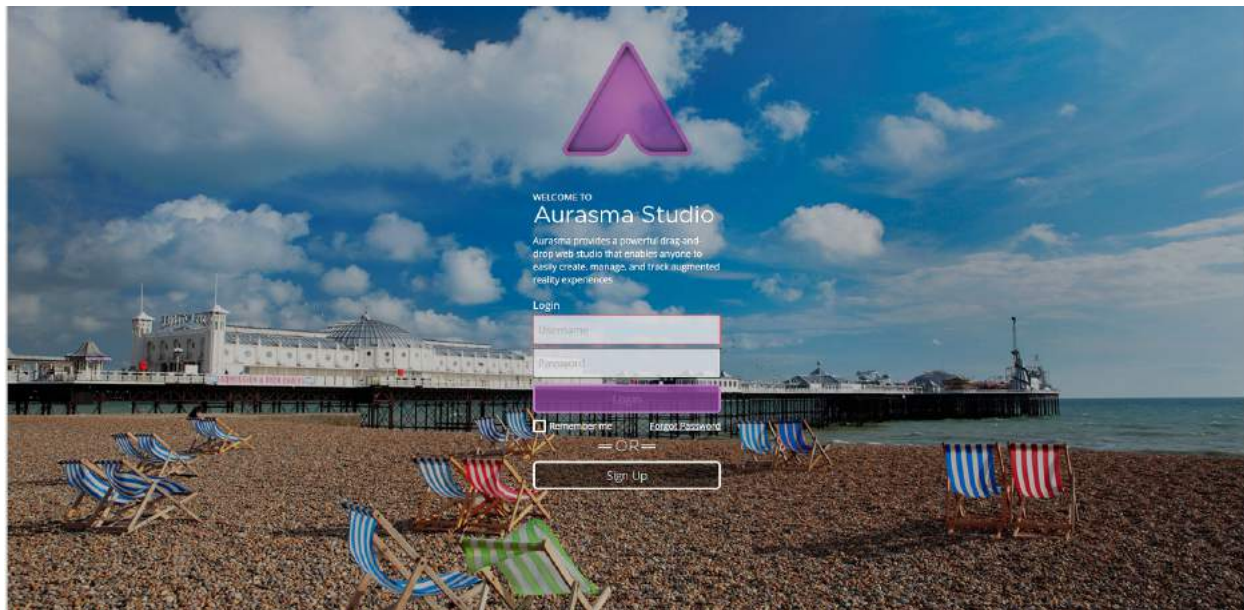 WELCOME TO
Aurasma Studio
Aurasma provides a powerful drag-and-
drop web studio that enables anyone to
easily create, manage, and track augmented
reality experiences
Login
Username
Password
Login
Remember me
Forgot Password
OR
Sign Up